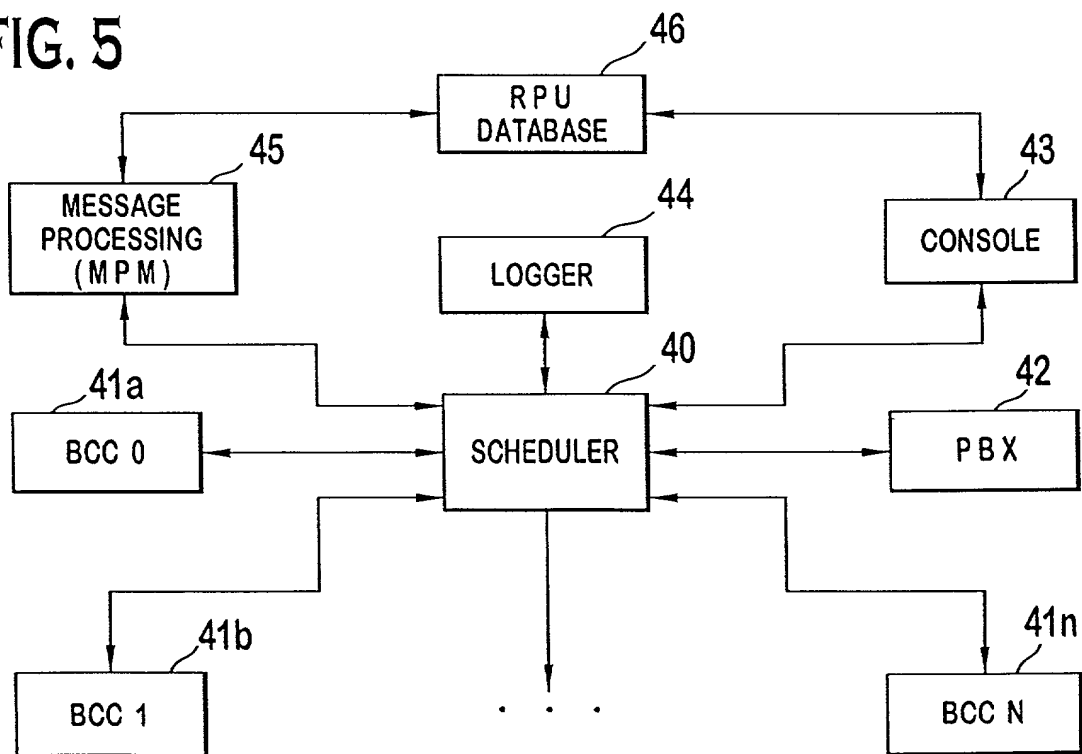 FIG. 5
46
RPU
DATABASE
45
MESSAGE
PROCESSING
(MPM)
43
CONSOLE
44
LOGGER
40
SCHEDULER
41a
BCC 0
42
PBX
41b
BCC 1
. . .
41n
BCC N